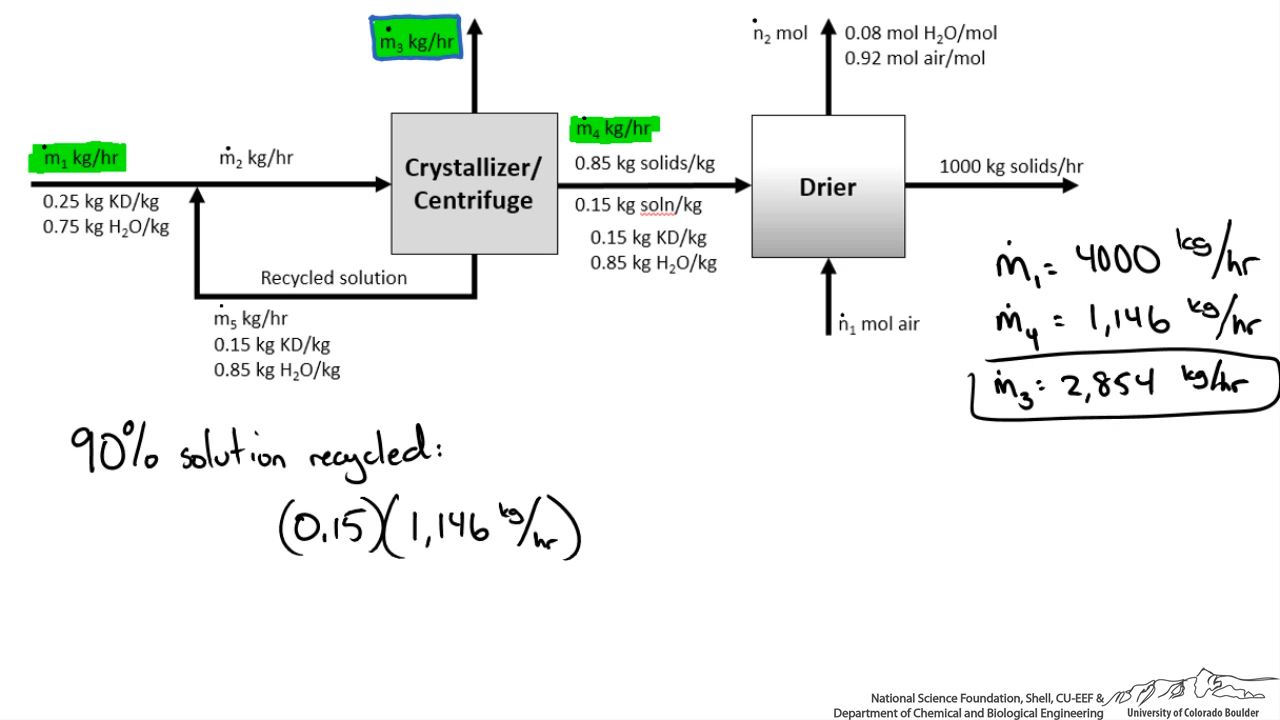 ṁ₃ kg/hr
ṅ₂ mol
0.08 mol H₂O/mol
0.92 mol air/mol
ṁ₁ kg/hr
ṁ₂ kg/hr
0.25 kg KD/kg
0.75 kg H₂O/kg
Crystallizer/
Centrifuge
ṁ₄ kg/hr
0.85 kg solids/kg
0.15 kg soln/kg
0.15 kg KD/kg
0.85 kg H₂O/kg
Drier
1000 kg solids/hr
Recycled solution
ṁ₅ kg/hr
0.15 kg KD/kg
0.85 kg H₂O/kg
ṅ₁ mol air
ṁ₁ = 4000 kg/hr
ṁ₄ = 1,146 kg/hr
ṁ₃ = 2,854 kg/hr
90% solution recycled:
(0.15)(1,146 kg/hr)
National Science Foundation, Shell, CU-EEF &
Department of Chemical and Biological Engineering
University of Colorado Boulder